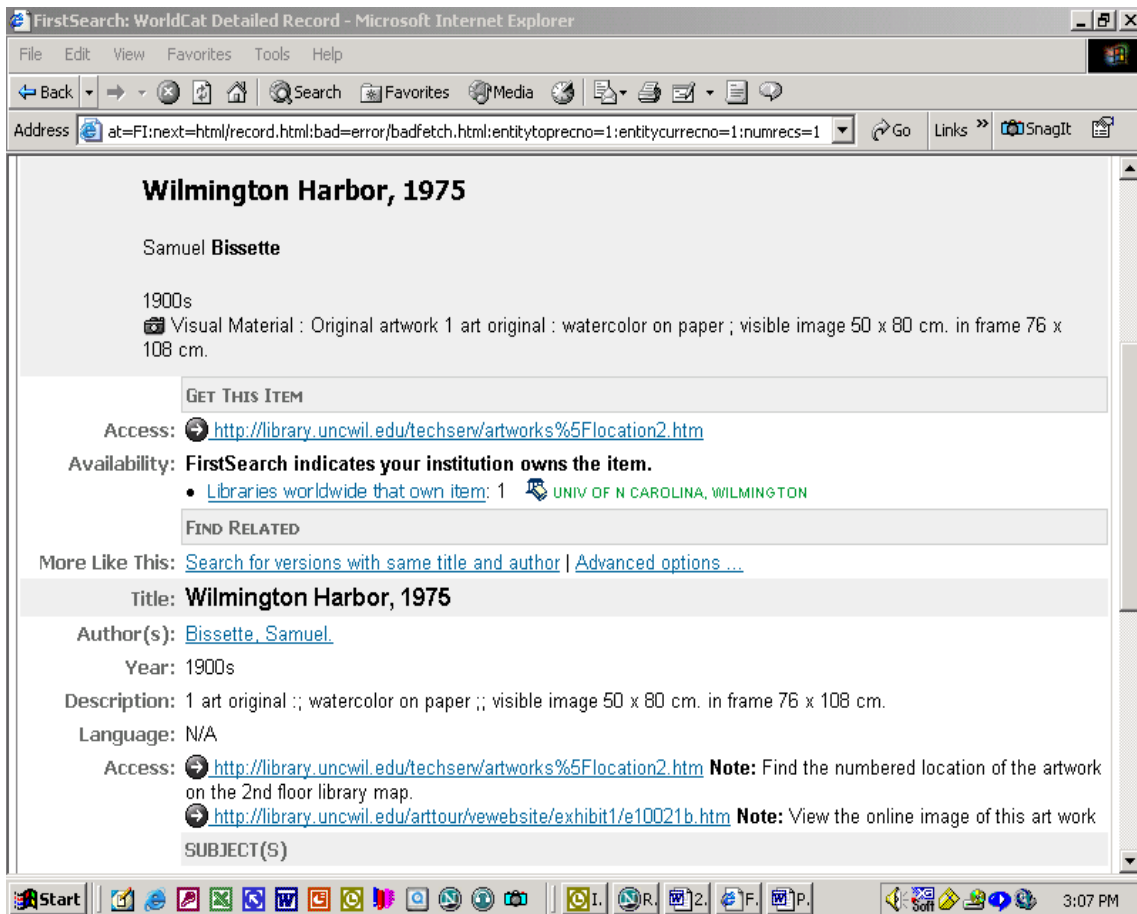 FirstSearch: WorldCat Detailed Record - Microsoft Internet Explorer
File Edit View Favorites Tools Help
Back Search Favorites Media
Address at=FI:next=html/record.html:bad=error/badfetch.html:entitytoprecno=1:entitycurrecno=1:numrecs=1 Go Links » SnagIt
Wilmington Harbor, 1975
Samuel Bissette
1900s
Visual Material : Original artwork 1 art original : watercolor on paper ; visible image 50 x 80 cm. in frame 76 x
108 cm.
GET THIS ITEM
Access: http://library.uncwil.edu/techserv/artworks%5Flocation2.htm
Availability: FirstSearch indicates your institution owns the item.
• Libraries worldwide that own item: 1 UNIV OF N CAROLINA, WILMINGTON
FIND RELATED
More Like This: Search for versions with same title and author | Advanced options ...
Title: Wilmington Harbor, 1975
Author(s): Bissette, Samuel.
Year: 1900s
Description: 1 art original :; watercolor on paper ;; visible image 50 x 80 cm. in frame 76 x 108 cm.
Language: N/A
Access: http://library.uncwil.edu/techserv/artworks%5Flocation2.htm Note: Find the numbered location of the artwork
on the 2nd floor library map.
http://library.uncwil.edu/arttour/vewebsite/exhibit1/e10021b.htm Note: View the online image of this art work
SUBJECT(S)
Start I. R. 2. F. P. Soft 3:07 PM